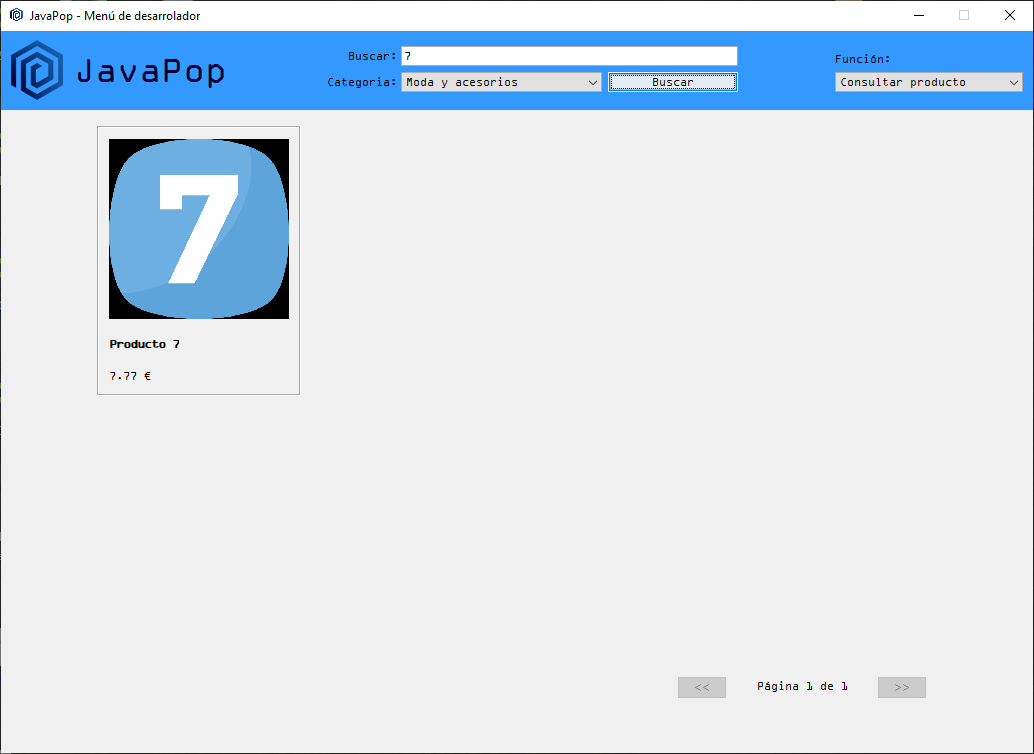 JavaPop - Menú de desarrolador
JavaPop
Buscar: 7
Categoria: Moda y acesorios
Buscar
Función:
Consultar producto
7
Producto 7
7.77 €
<< Página 1 de 1 >>